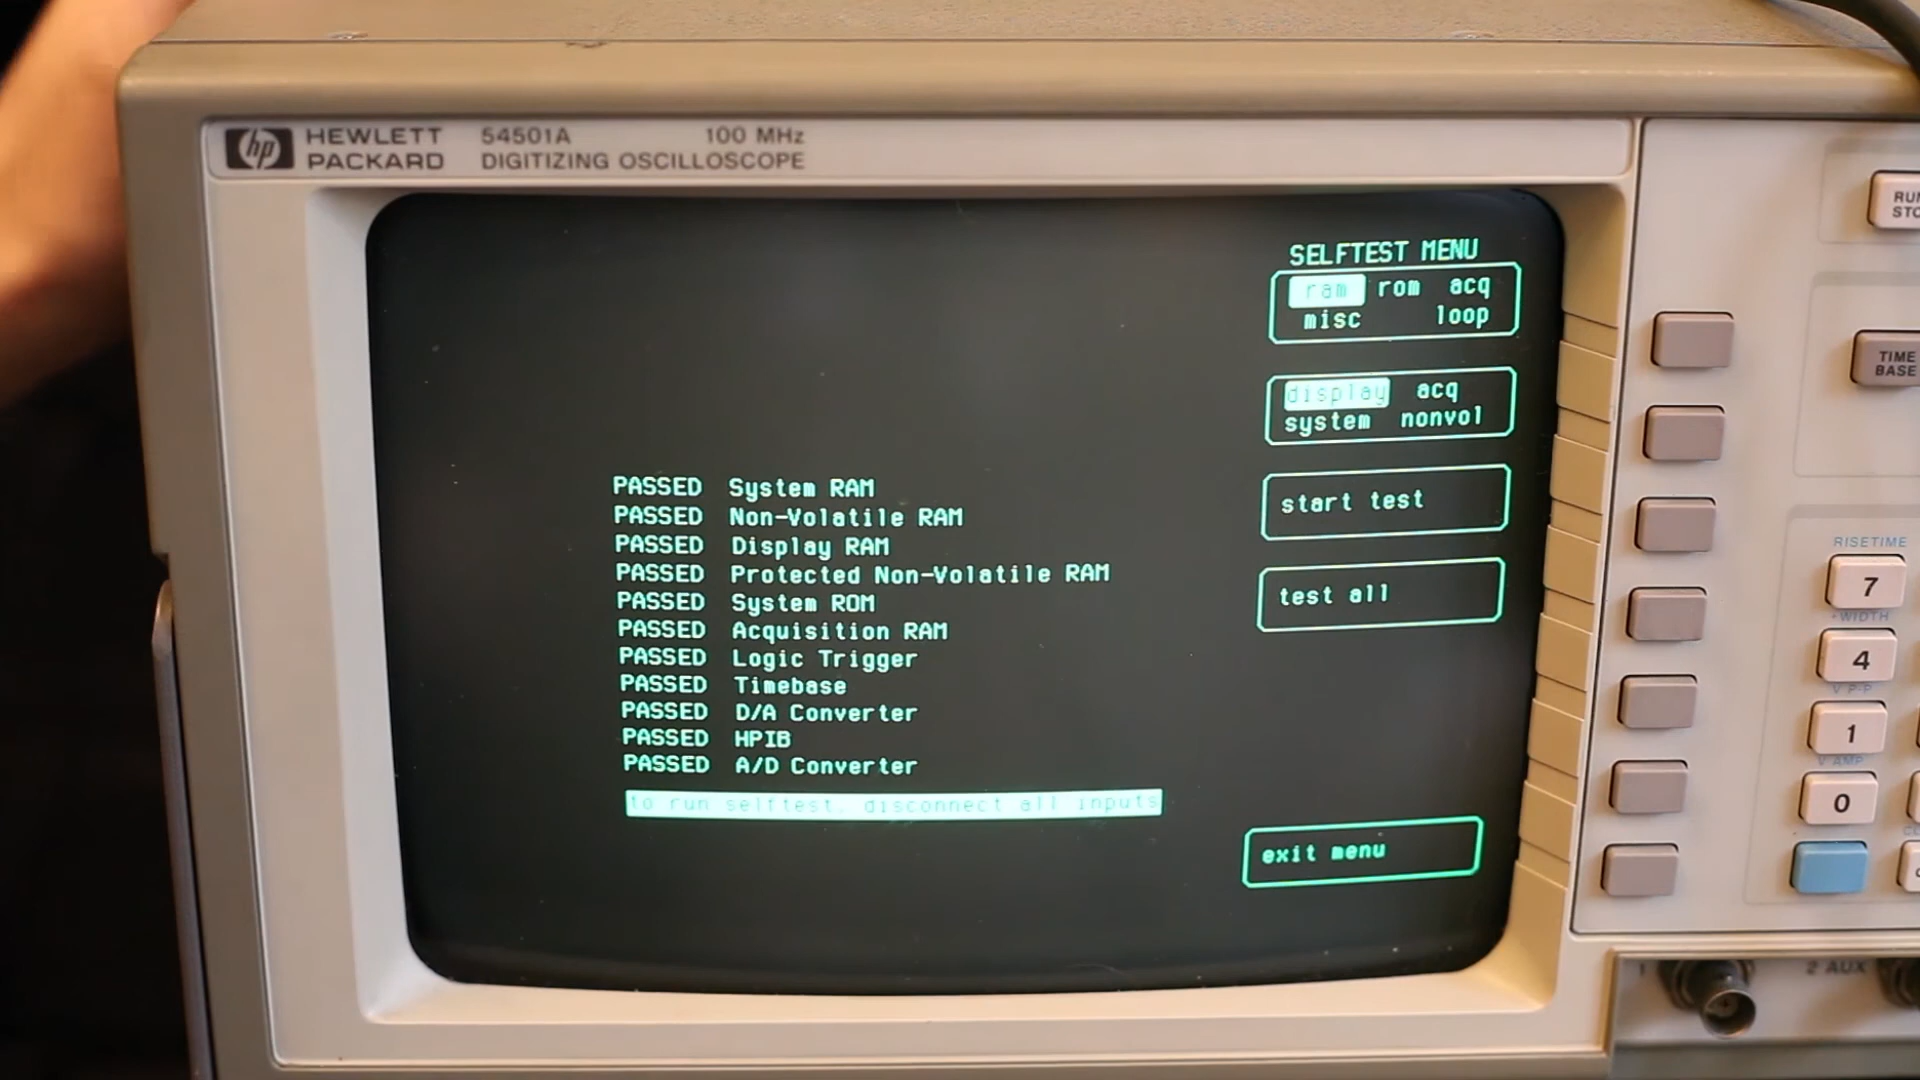 hp HEWLETT PACKARD 54501A 100 MHz
DIGITIZING OSCILLOSCOPE
SELFTEST MENU
ram rom acq
misc loop
display acq
system nonvol
start test
test all
exit menu
PASSED System RAM
PASSED Non-Volatile RAM
PASSED Display RAM
PASSED Protected Non-Volatile RAM
PASSED System ROM
PASSED Acquisition RAM
PASSED Logic Trigger
PASSED Timebase
PASSED D/A Converter
PASSED HPIB
PASSED A/D Converter
to run selftest, disconnect all inputs
TIME
BASE
RISETIME
7
+WIDTH
4
V P-P
1
V AMP
0
1
2 AUX